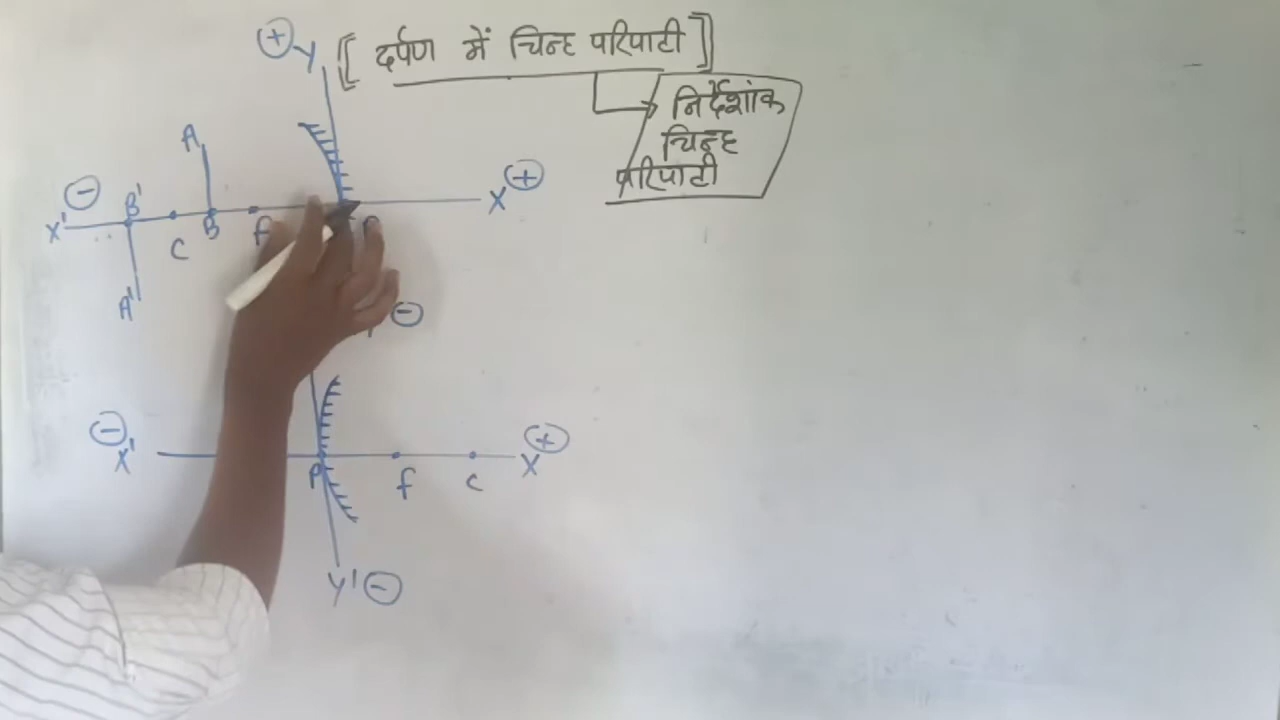 [[ दर्पण में चिन्ह परिपाटी ]]
निर्देशांक
चिन्ह
परिपाटी
+ Y
A
- X' B' C B F P X +
A'
-
- X' P F C X +
Y' -